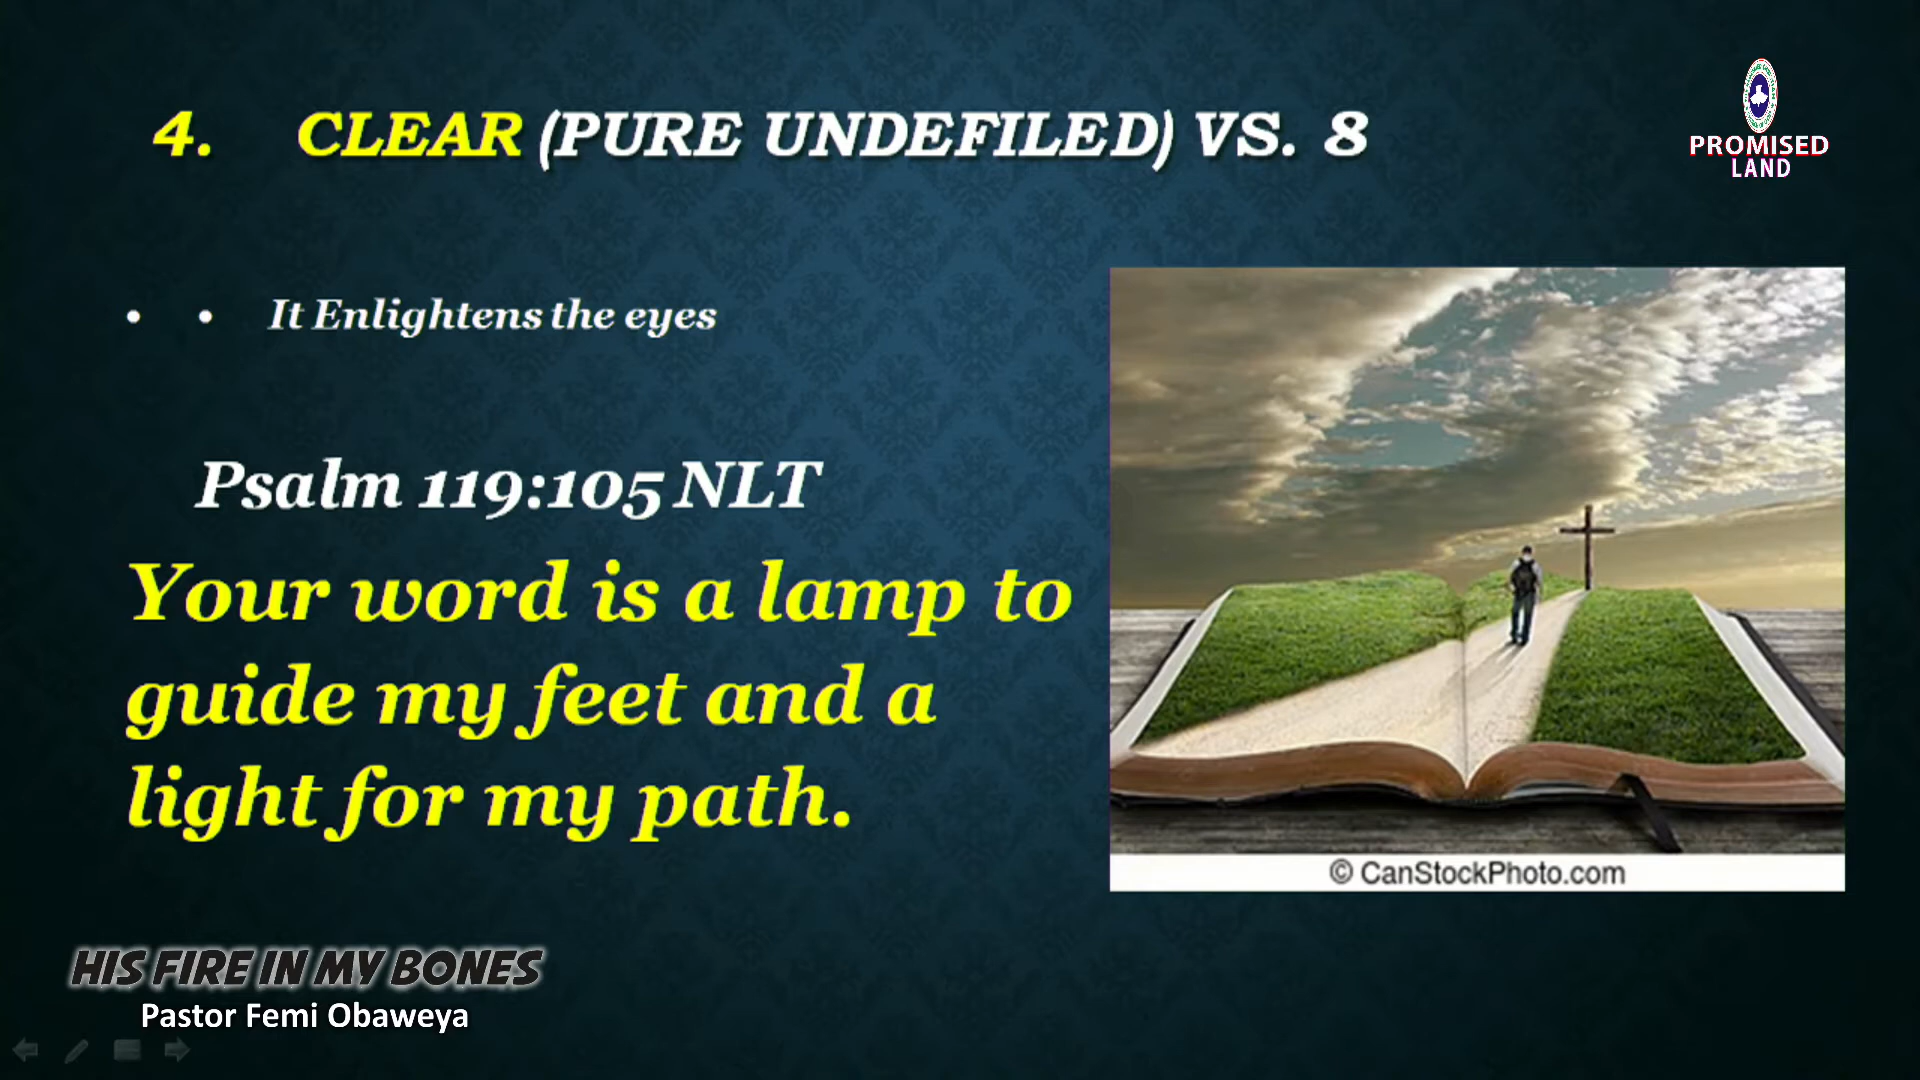 4. CLEAR (PURE UNDEFILED) VS. 8
PROMISED
LAND
• • It Enlightens the eyes
Psalm 119:105 NLT
Your word is a lamp to
guide my feet and a
light for my path.
© CanStockPhoto.com
HIS FIRE IN MY BONES
Pastor Femi Obaweya